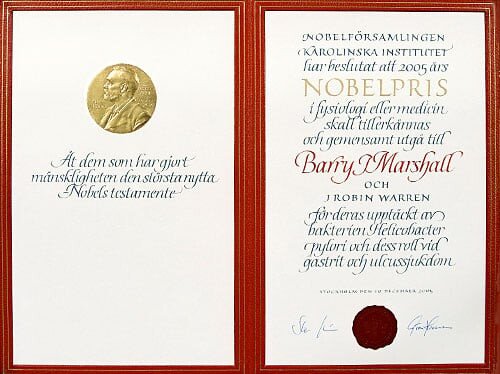 Åt dem som har gjort
mänskligheten den största nytta
Nobels testamente
NOBELFÖRSAMLINGEN
KAROLINSKA INSTITUTET
har beslutat att 2005 års
NOBELPRIS
i fysiologi eller medicin
skall tillerkännas
och gemensamt utgå till
Barry J Marshall
OCH
J ROBIN WARREN
för deras upptäckt av
bakterien Helicobacter
pylori och dess roll vid
gastrit och ulcussjukdom
STOCKHOLM DEN 10 DECEMBER 2005